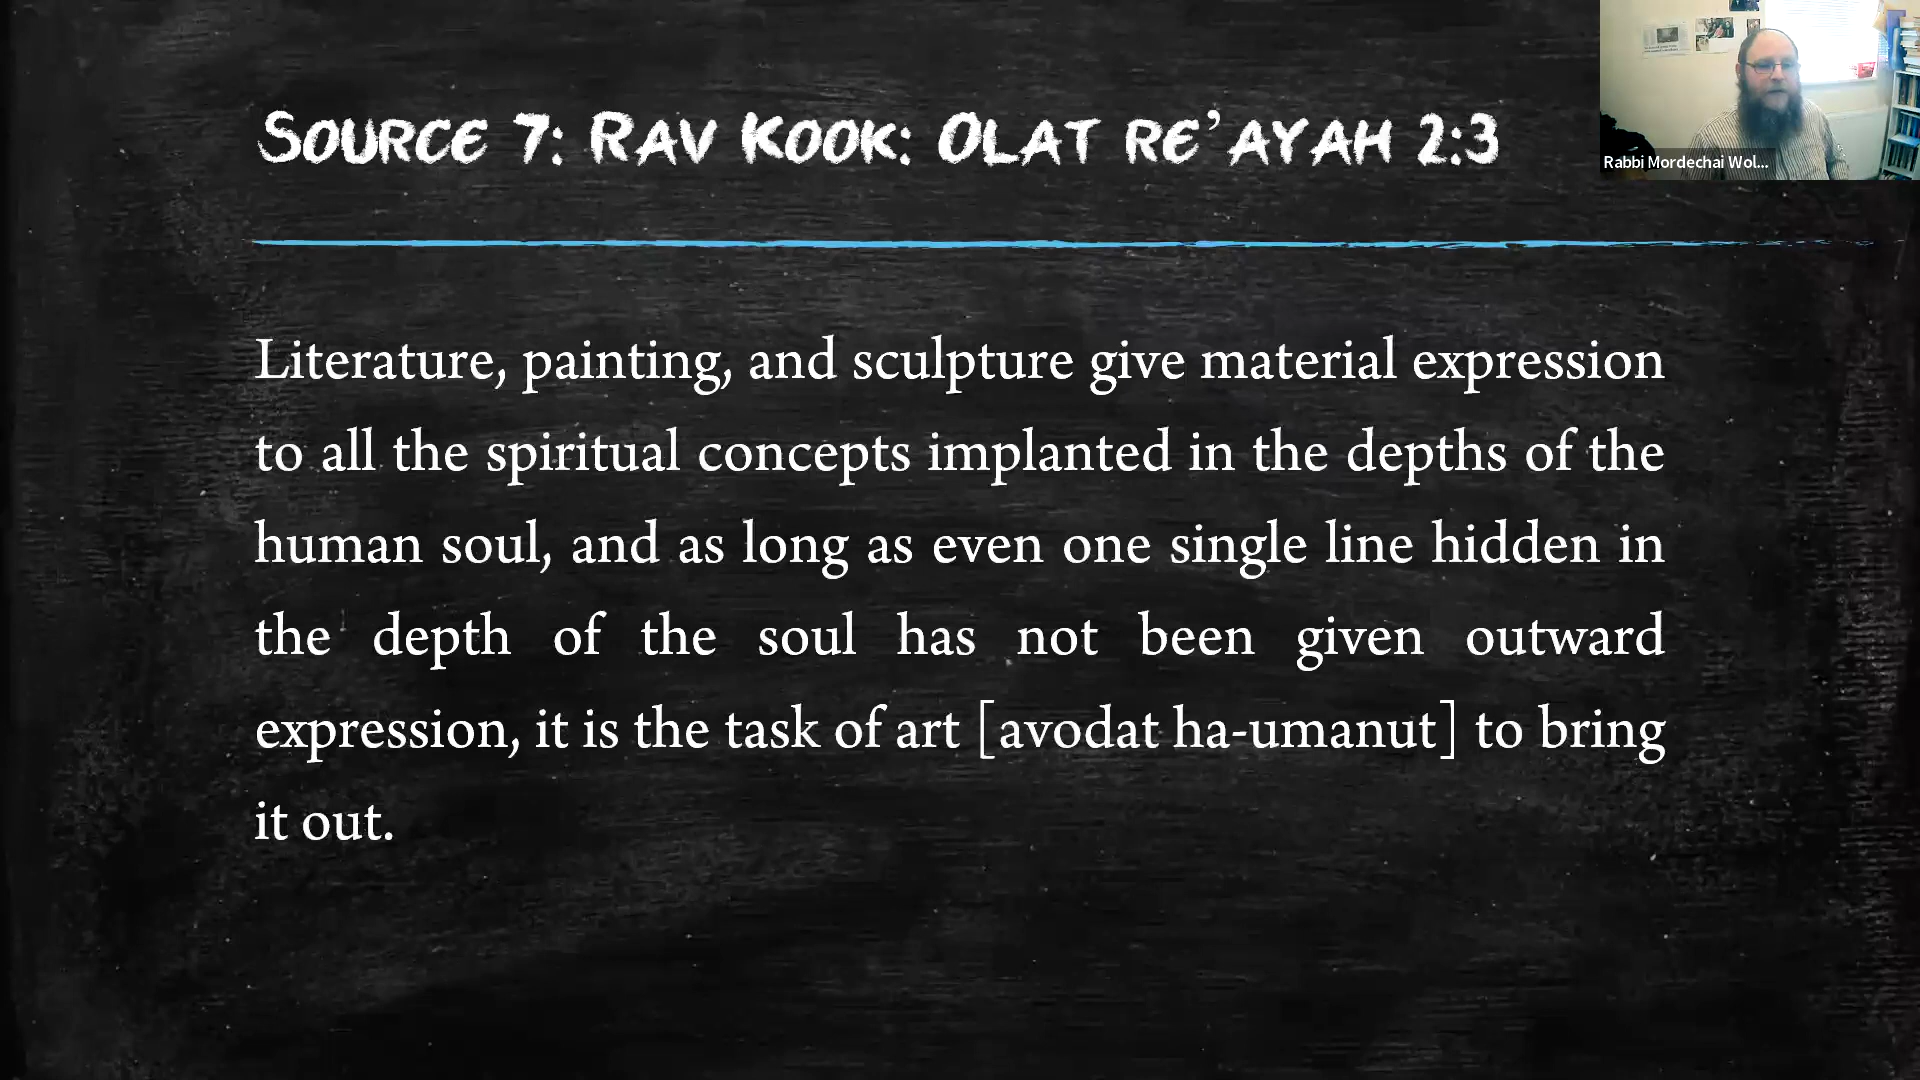 SOURCE 7: RAV KOOK: OLAT RE’AYAH 2:3
Rabbi Mordechai Wol...
Literature, painting, and sculpture give material expression
to all the spiritual concepts implanted in the depths of the
human soul, and as long as even one single line hidden in
the depth of the soul has not been given outward
expression, it is the task of art [avodat ha-umanut] to bring
it out.